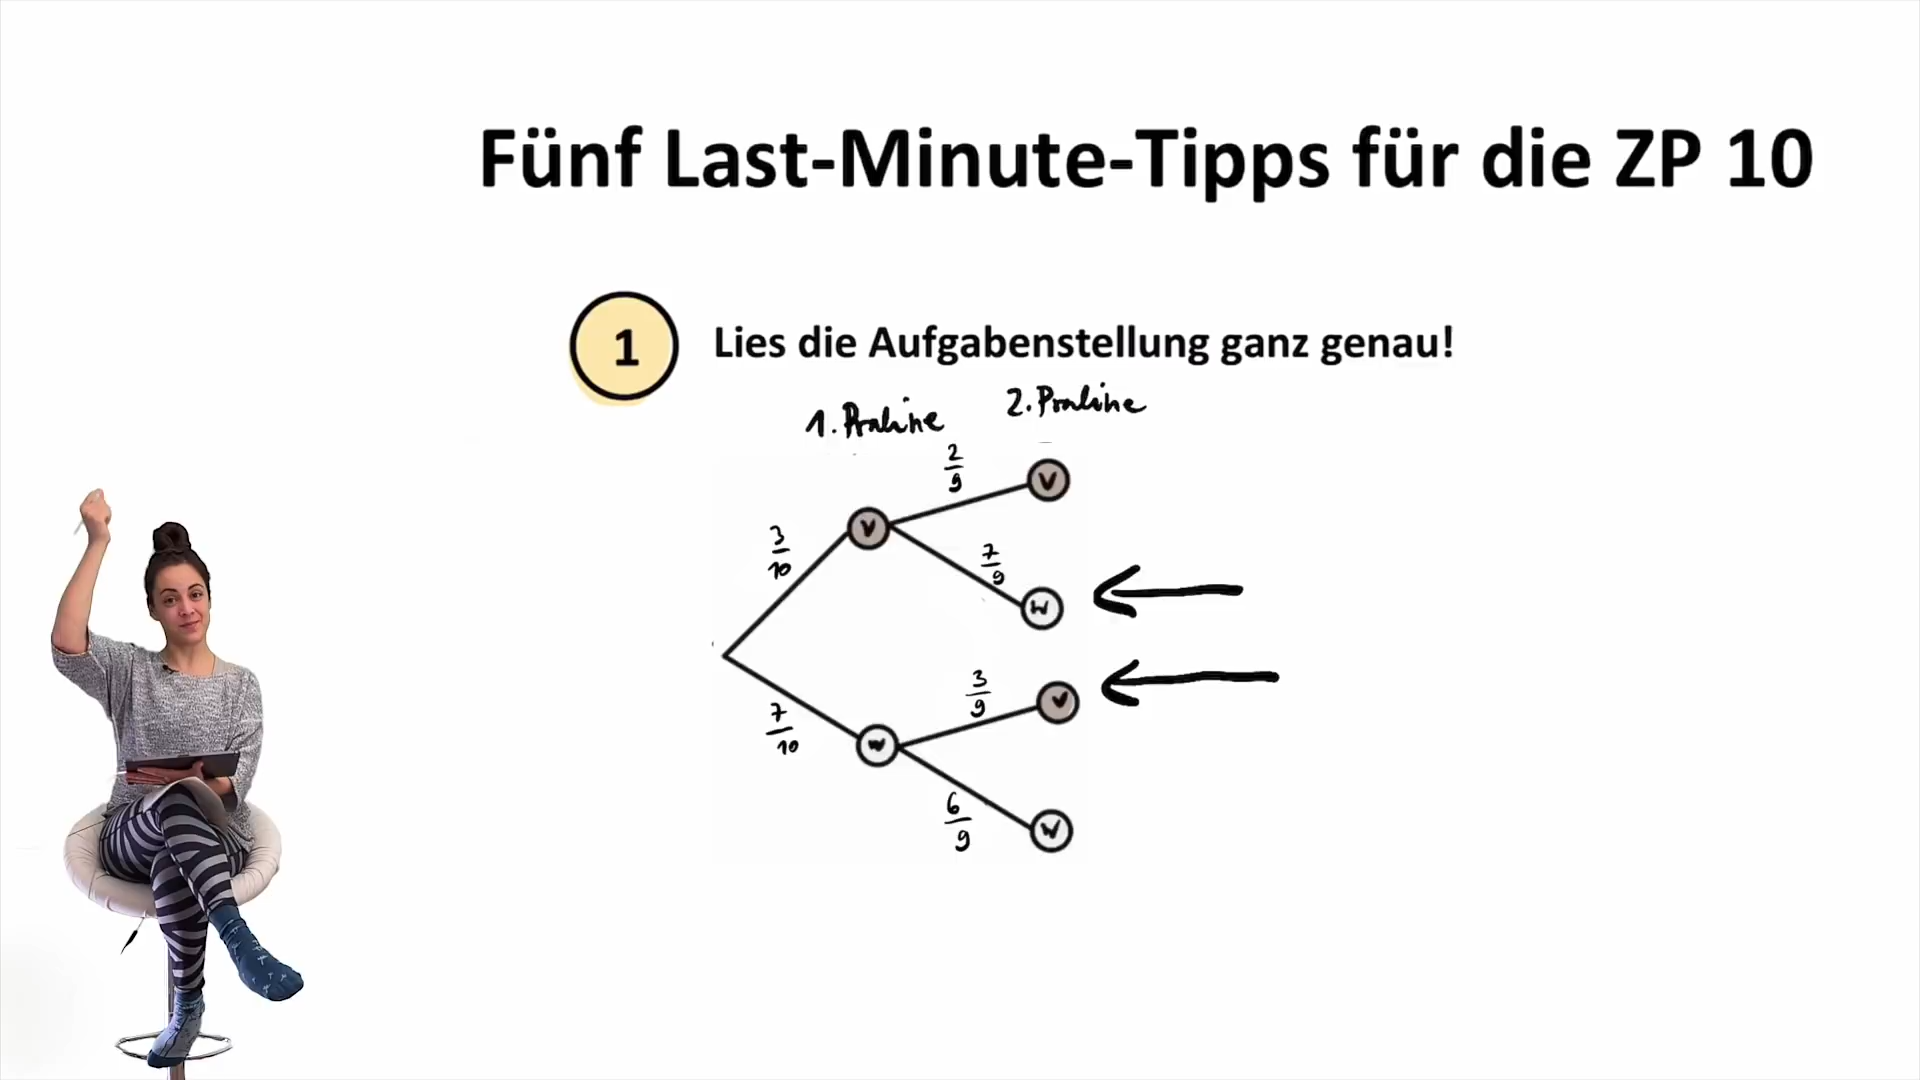 Fünf Last-Minute-Tipps für die ZP 10
1 Lies die Aufgabenstellung ganz genau!
1. Praline 2. Praline
2/9
V
3/10
V
7/9
W
3/9
V
7/10
W
6/9
W